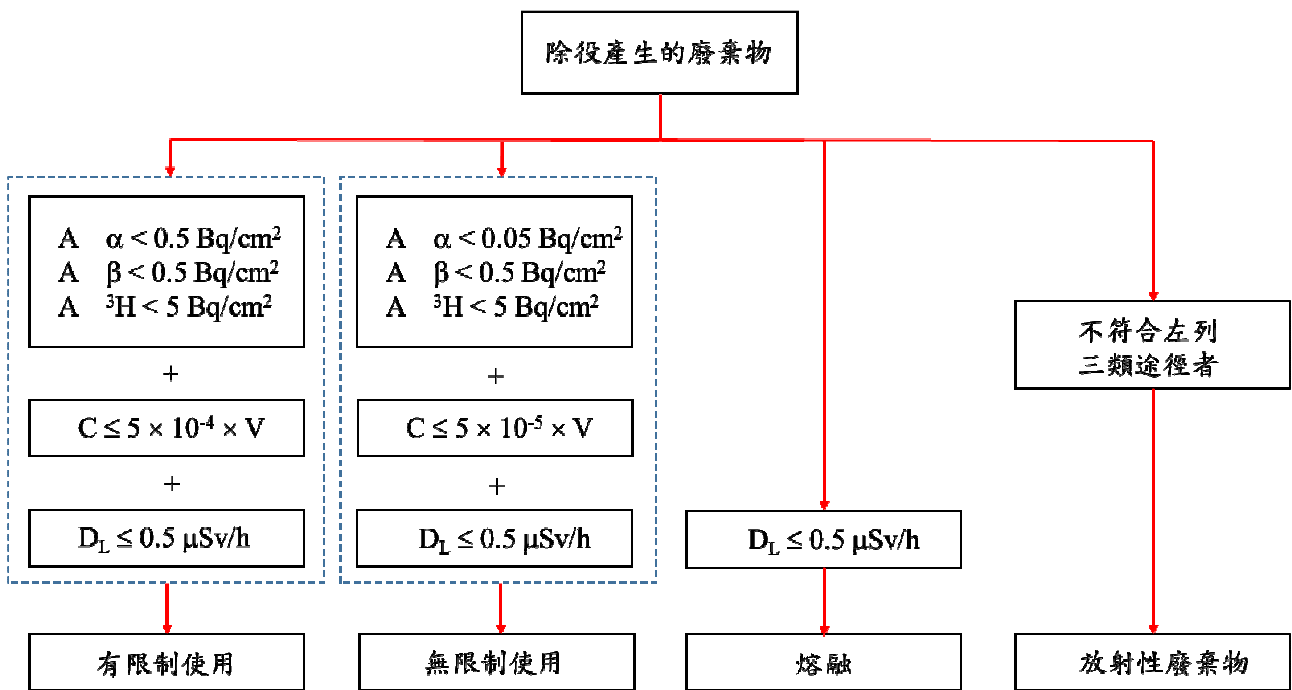 除役產生的廢棄物
A α < 0.5 Bq/cm²
A β < 0.5 Bq/cm²
A ³H < 5 Bq/cm²
+
C ≤ 5 × 10⁻⁴ × V
+
D_L ≤ 0.5 μSv/h
有限制使用
A α < 0.05 Bq/cm²
A β < 0.5 Bq/cm²
A ³H < 5 Bq/cm²
+
C ≤ 5 × 10⁻⁵ × V
+
D_L ≤ 0.5 μSv/h
無限制使用
D_L ≤ 0.5 μSv/h
熔融
不符合左列
三類途徑者
放射性廢棄物